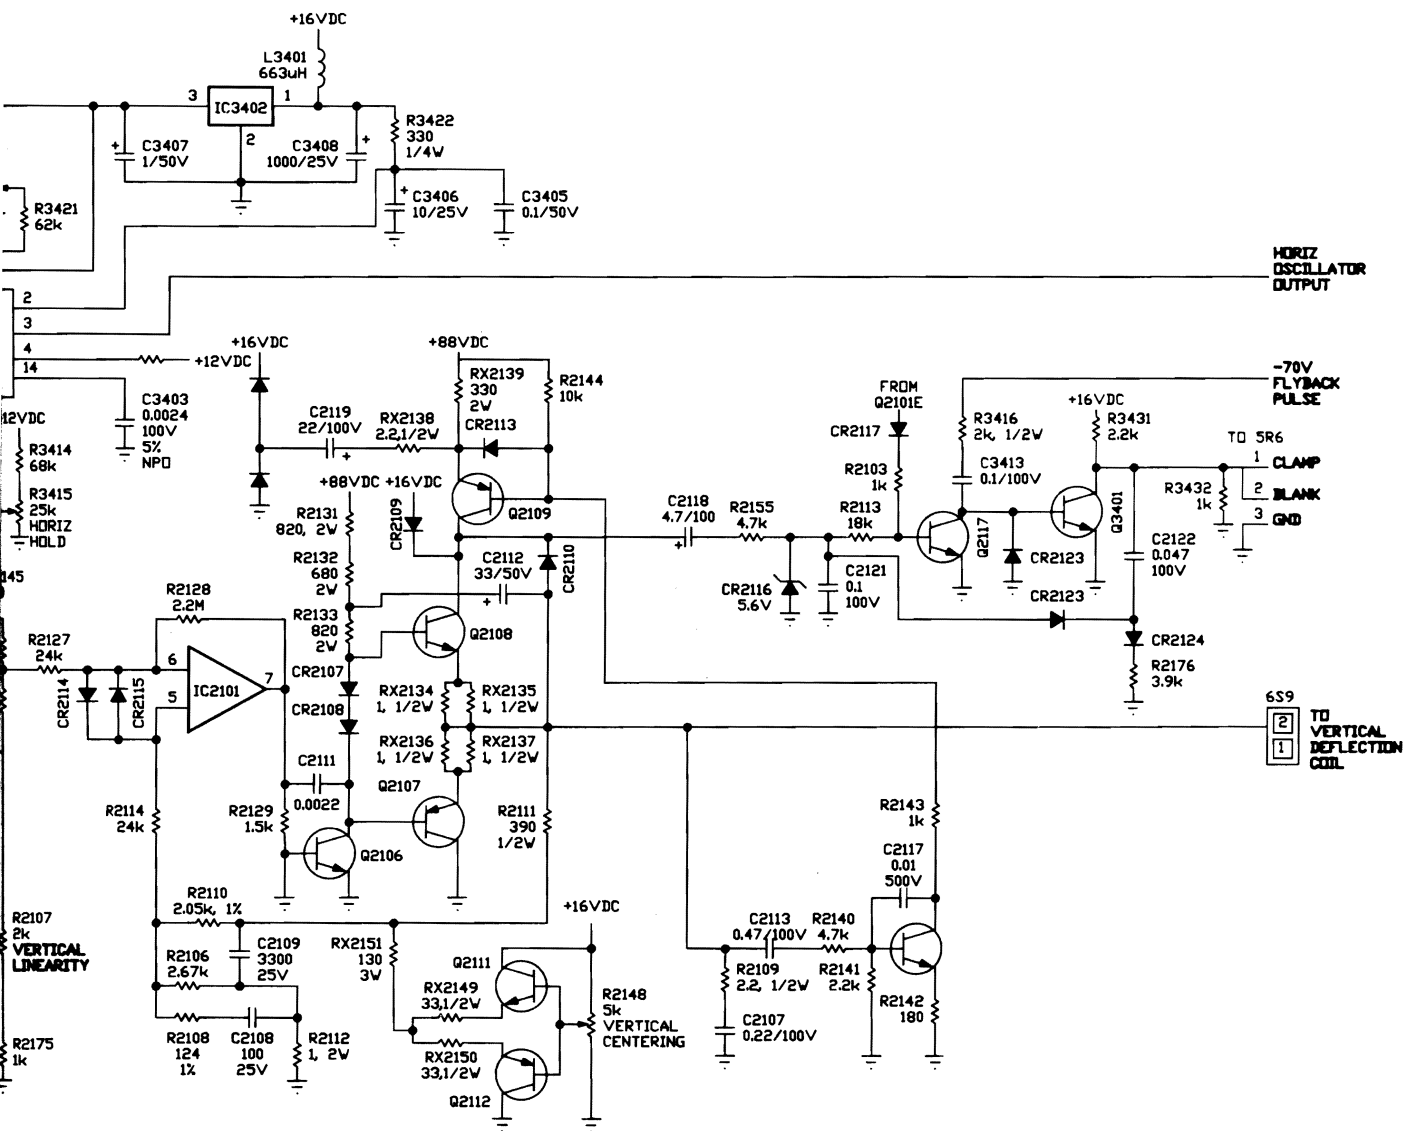 +16VDC
L3401
663uH
3
IC3402
1
2
C3407
1/50V
+
C3408
1000/25V
+
R3422
330
1/4W
+
C3406
10/25V
C3405
0.1/50V
R3421
62k
HORIZ
OSCILLATOR
OUTPUT
2
3
4
14
+12VDC
C3403
0.0024
100V
5%
NPO
12VDC
R3414
68k
R3415
25k
HORIZ
HOLD
+16VDC
+88VDC
RX2139
330
2W
R2144
10k
C2119
22/100V
+
RX2138
2.2,1/2W
CR2113
Q2109
+88VDC
+16VDC
R2131
820, 2W
CR2109
R2132
680
2W
C2112
33/50V
+
CR2110
R2133
820
2W
Q2108
-70V
FLYBACK
PULSE
FROM
Q2101E
CR2117
R2103
1k
R3416
2k, 1/2W
C3413
0.1/100V
+16VDC
R3431
2.2k
TO 5R6
1 CLAMP
2 BLANK
3 GND
R3432
1k
C2118
4.7/100
+
R2155
4.7k
R2113
18k
Q2117
Q3401
CR2116
5.6V
C2121
0.1
100V
CR2123
CR2123
C2122
0.047
100V
CR2124
R2176
3.9k
145
R2128
2.2M
R2127
24k
6
5
7
IC2101
CR2114
CR2115
CR2107
CR2108
RX2134
1, 1/2W
RX2135
1, 1/2W
RX2136
1, 1/2W
RX2137
1, 1/2W
6S9
2
1
TO
VERTICAL
DEFLECTION
COIL
C2111
0.0022
Q2107
R2114
24k
R2129
1.5k
Q2106
R2111
390
1/2W
R2143
1k
C2117
0.01
500V
R2107
2k
VERTICAL
LINEARITY
R2110
2.05k, 1%
R2106
2.67k
C2109
3300
25V
RX2151
130
3W
+16VDC
Q2111
RX2149
33,1/2W
R2148
5k
VERTICAL
CENTERING
RX2150
33,1/2W
Q2112
C2113
0.47/100V
R2140
4.7k
R2109
2.2, 1/2W
R2141
2.2k
R2142
180
C2107
0.22/100V
R2108
124
1%
C2108
100
25V
R2112
1, 2W
R2175
1k